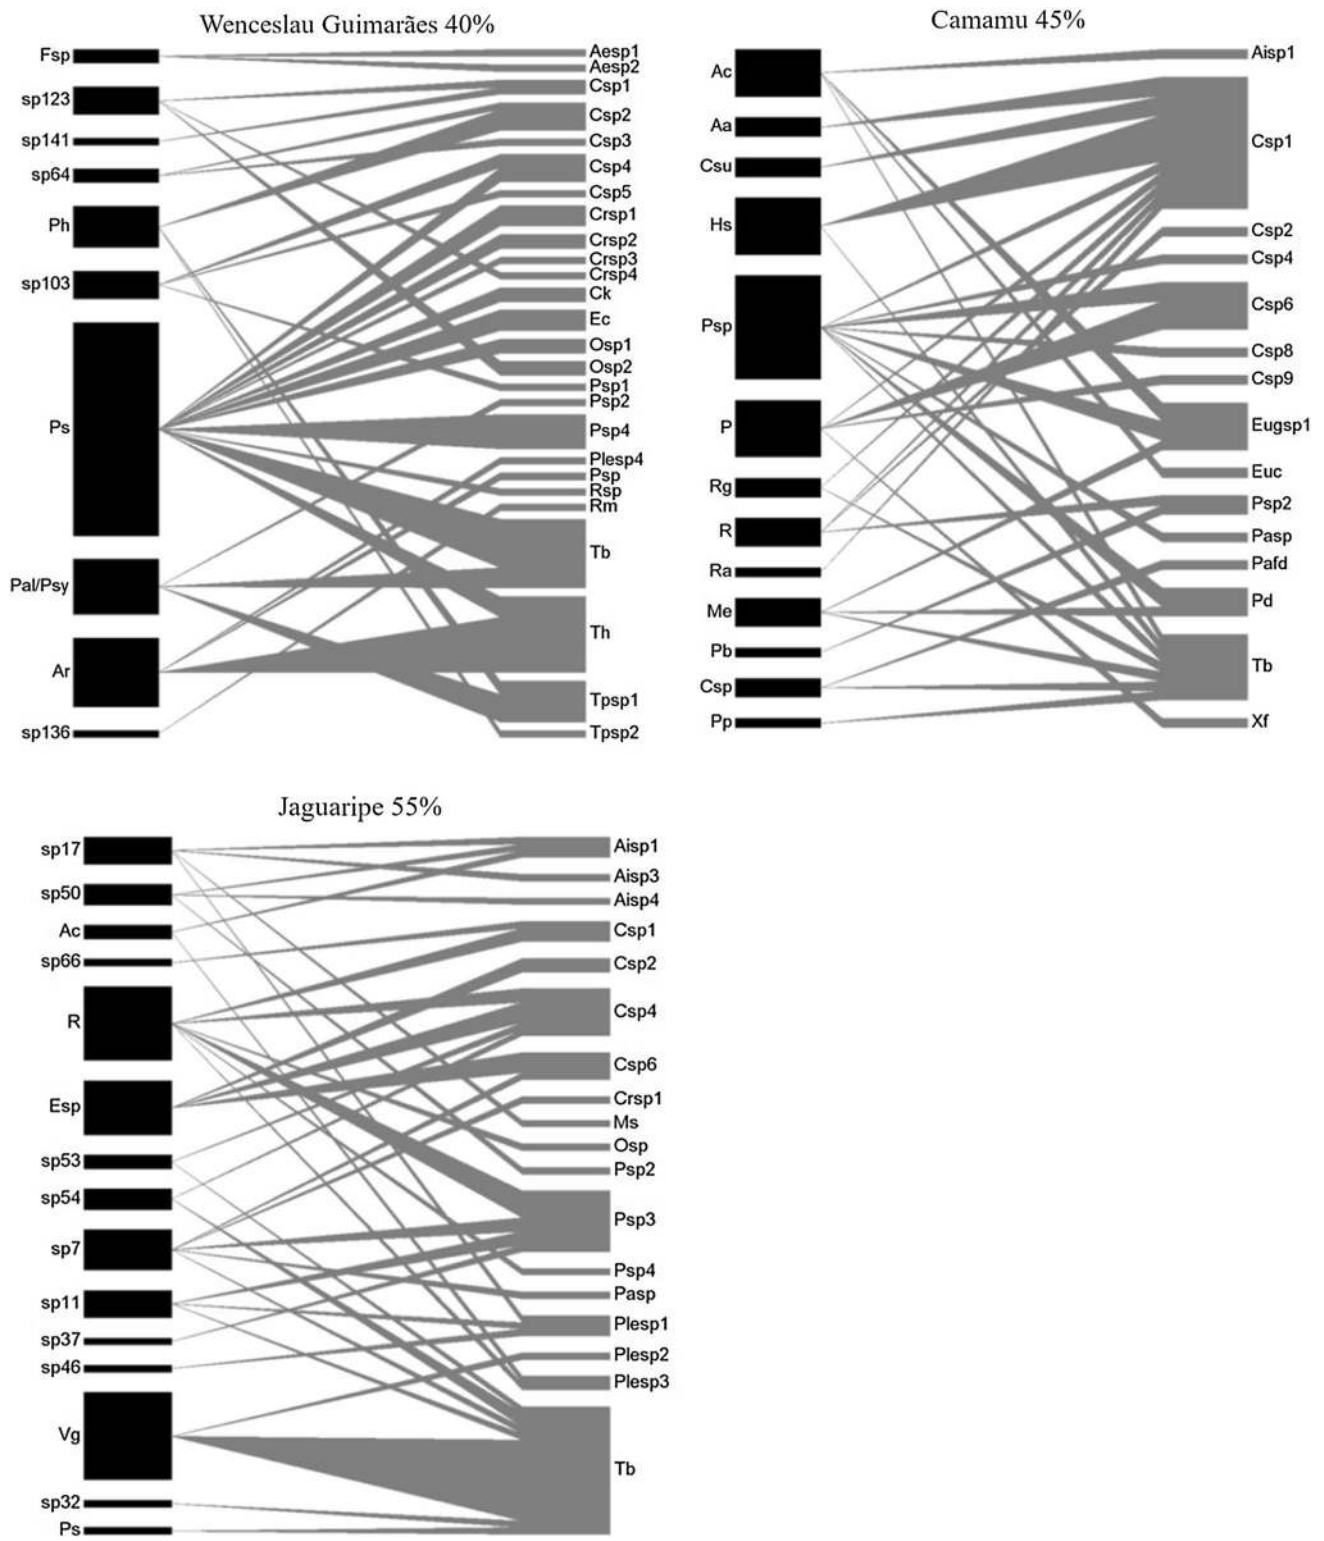 Wenceslau Guimarães 40%
Fsp
sp123
sp141
sp64
Ph
sp103
Ps
Pal/Psy
Ar
sp136
Aesp1
Aesp2
Csp1
Csp2
Csp3
Csp4
Csp5
Crsp1
Crsp2
Crsp3
Crsp4
Ck
Ec
Osp1
Osp2
Psp1
Psp2
Psp4
Plesp4
Psp
Rsp
Rm
Tb
Th
Tpsp1
Tpsp2
Camamu 45%
Ac
Aa
Csu
Hs
Psp
P
Rg
R
Ra
Me
Pb
Csp
Pp
Aisp1
Csp1
Csp2
Csp4
Csp6
Csp8
Csp9
Eugsp1
Euc
Psp2
Pasp
Pafd
Pd
Tb
Xf
Jaguaripe 55%
sp17
sp50
Ac
sp66
R
Esp
sp53
sp54
sp7
sp11
sp37
sp46
Vg
sp32
Ps
Aisp1
Aisp3
Aisp4
Csp1
Csp2
Csp4
Csp6
Crsp1
Ms
Osp
Psp2
Psp3
Psp4
Pasp
Plesp1
Plesp2
Plesp3
Tb